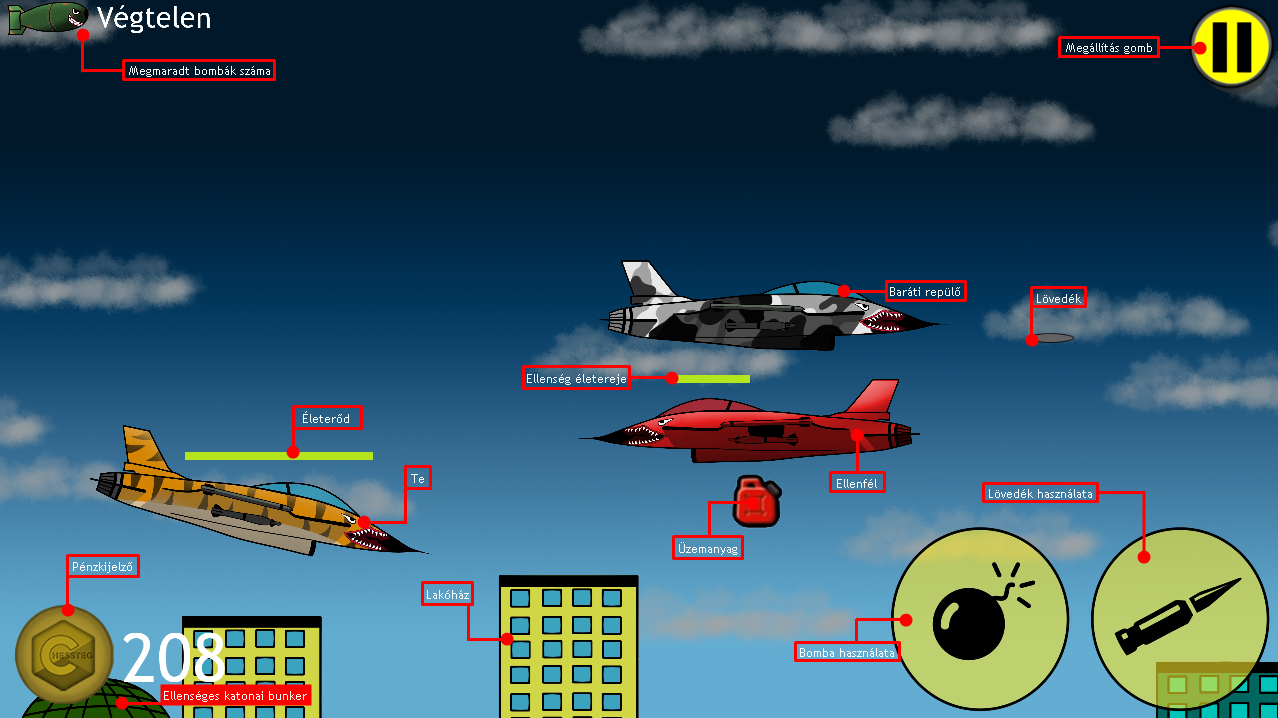 Végtelen
Megmaradt bombák száma
Megállítás gomb
Baráti repülő
Lövedék
Ellenség életereje
Életerőd
Te
Ellenfél
Lövedék használata
Üzemanyag
Pénzkijelző
Lakóház
Bomba használata
CHESSTEG
208
Ellenséges katonai bunker